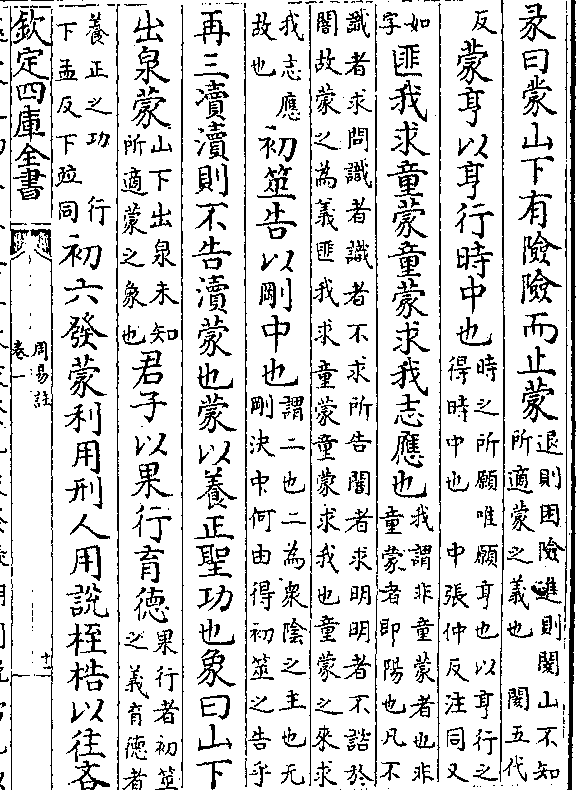 彖曰蒙山下有險險而止蒙退則困險進則閡山不知所適蒙之義也 閡五代
反蒙亨以亨行時中也時之所願唯願亨也以亨行之得時中也 中張仲反注同又
如字匪我求童蒙童蒙求我志應也我謂非童蒙者也非童蒙者即陽也凡不
識者求問識者識者不求所告闇者求明明者不諮於闇故蒙之為義匪我求童蒙童蒙求我也童蒙之來求
我志應故也初筮告以剛中也謂二也二為衆陰之主也无剛決中何由得初筮之告乎
再三瀆瀆則不告瀆蒙也蒙以養正聖功也象曰山下
出泉蒙山下出泉未知所適蒙之象也君子以果行育德果行者初筮之義育德者
養正之功 行下孟反下竝同初六發蒙利用刑人用說桎梏以往吝
欽定四庫全書
周易註
卷一
十二